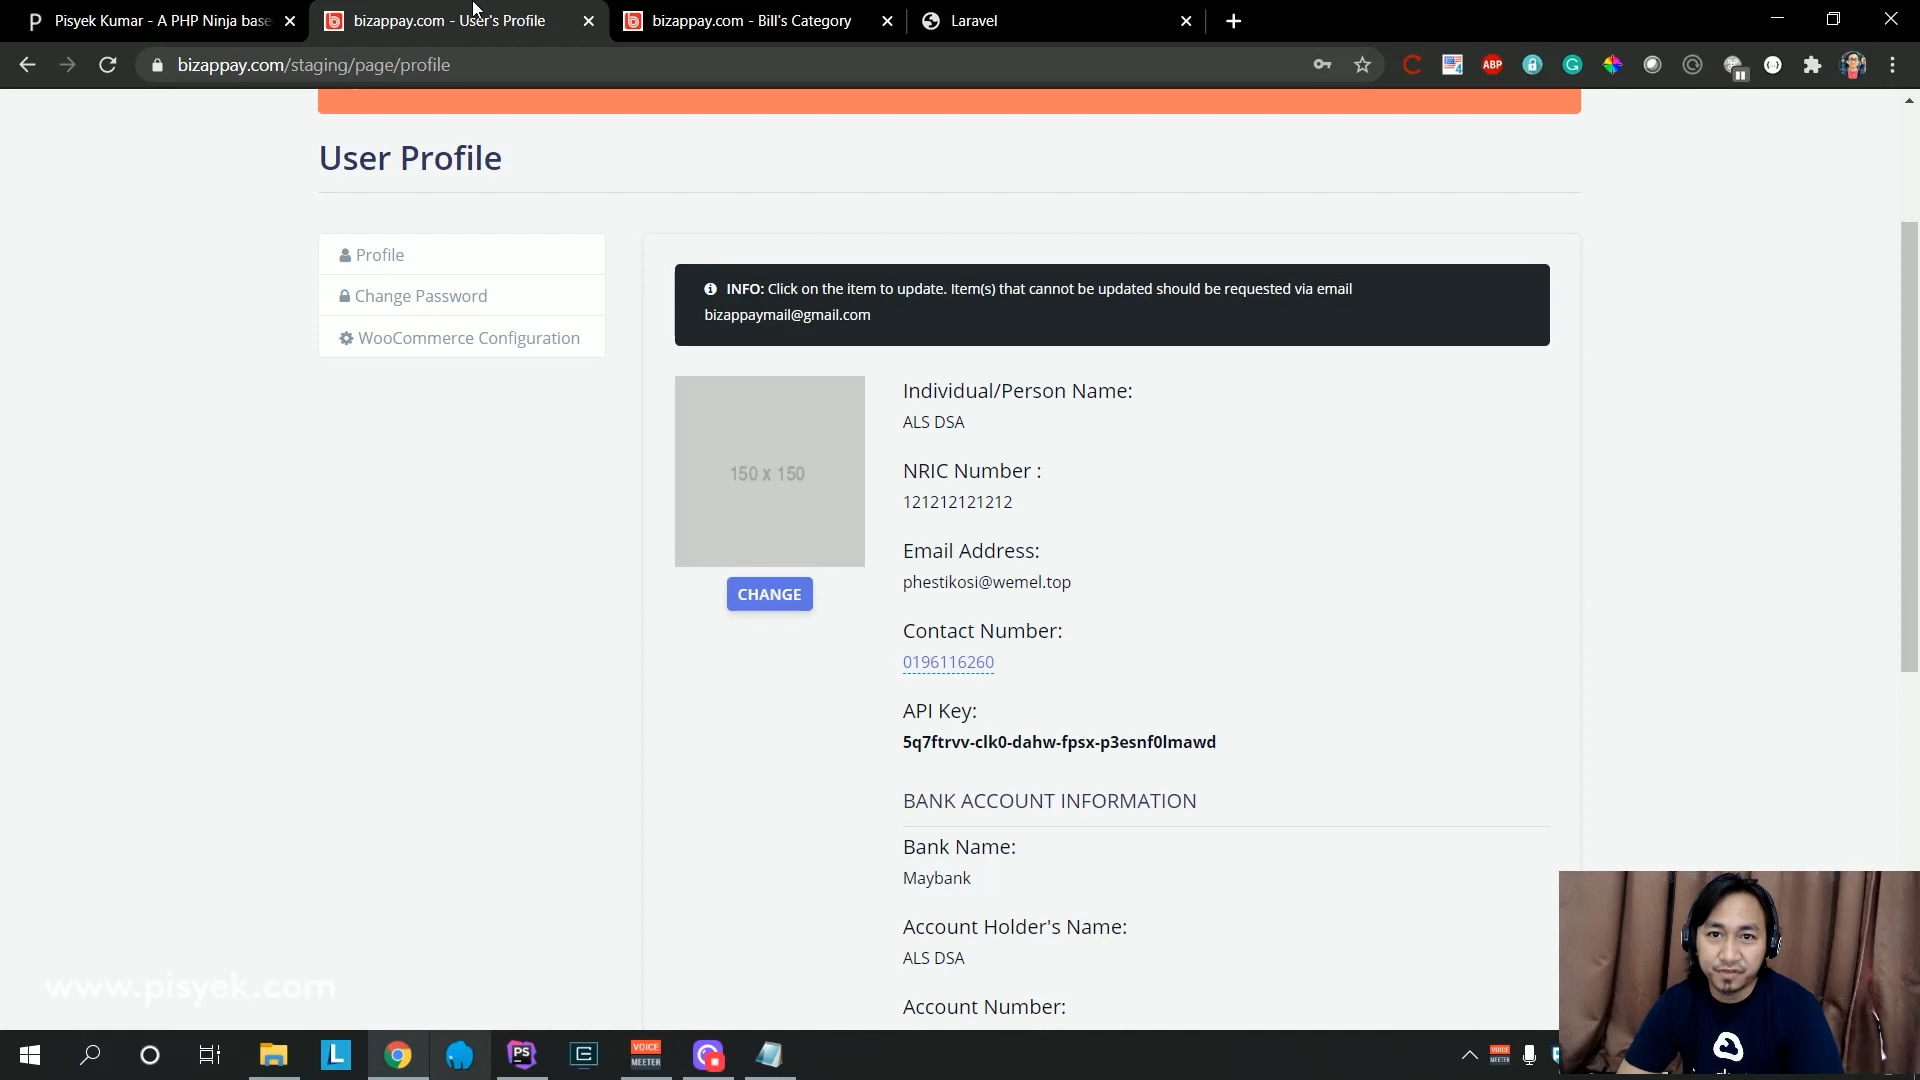 Pisyek Kumar - A PHP Ninja base
bizappay.com - User's Profile
bizappay.com - Bill's Category
Laravel
bizappay.com/staging/page/profile
ABP
User Profile
Profile
Change Password
WooCommerce Configuration
INFO: Click on the item to update. Item(s) that cannot be updated should be requested via email
bizappaymail@gmail.com
150 x 150
CHANGE
Individual/Person Name:
ALS DSA
NRIC Number :
121212121212
Email Address:
phestikosi@wemel.top
Contact Number:
0196116260
API Key:
5q7ftrvv-clk0-dahw-fpsx-p3esnf0lmawd
BANK ACCOUNT INFORMATION
Bank Name:
Maybank
Account Holder's Name:
ALS DSA
Account Number:
www.pisyek.com
L
PS
VOICE
MEETER